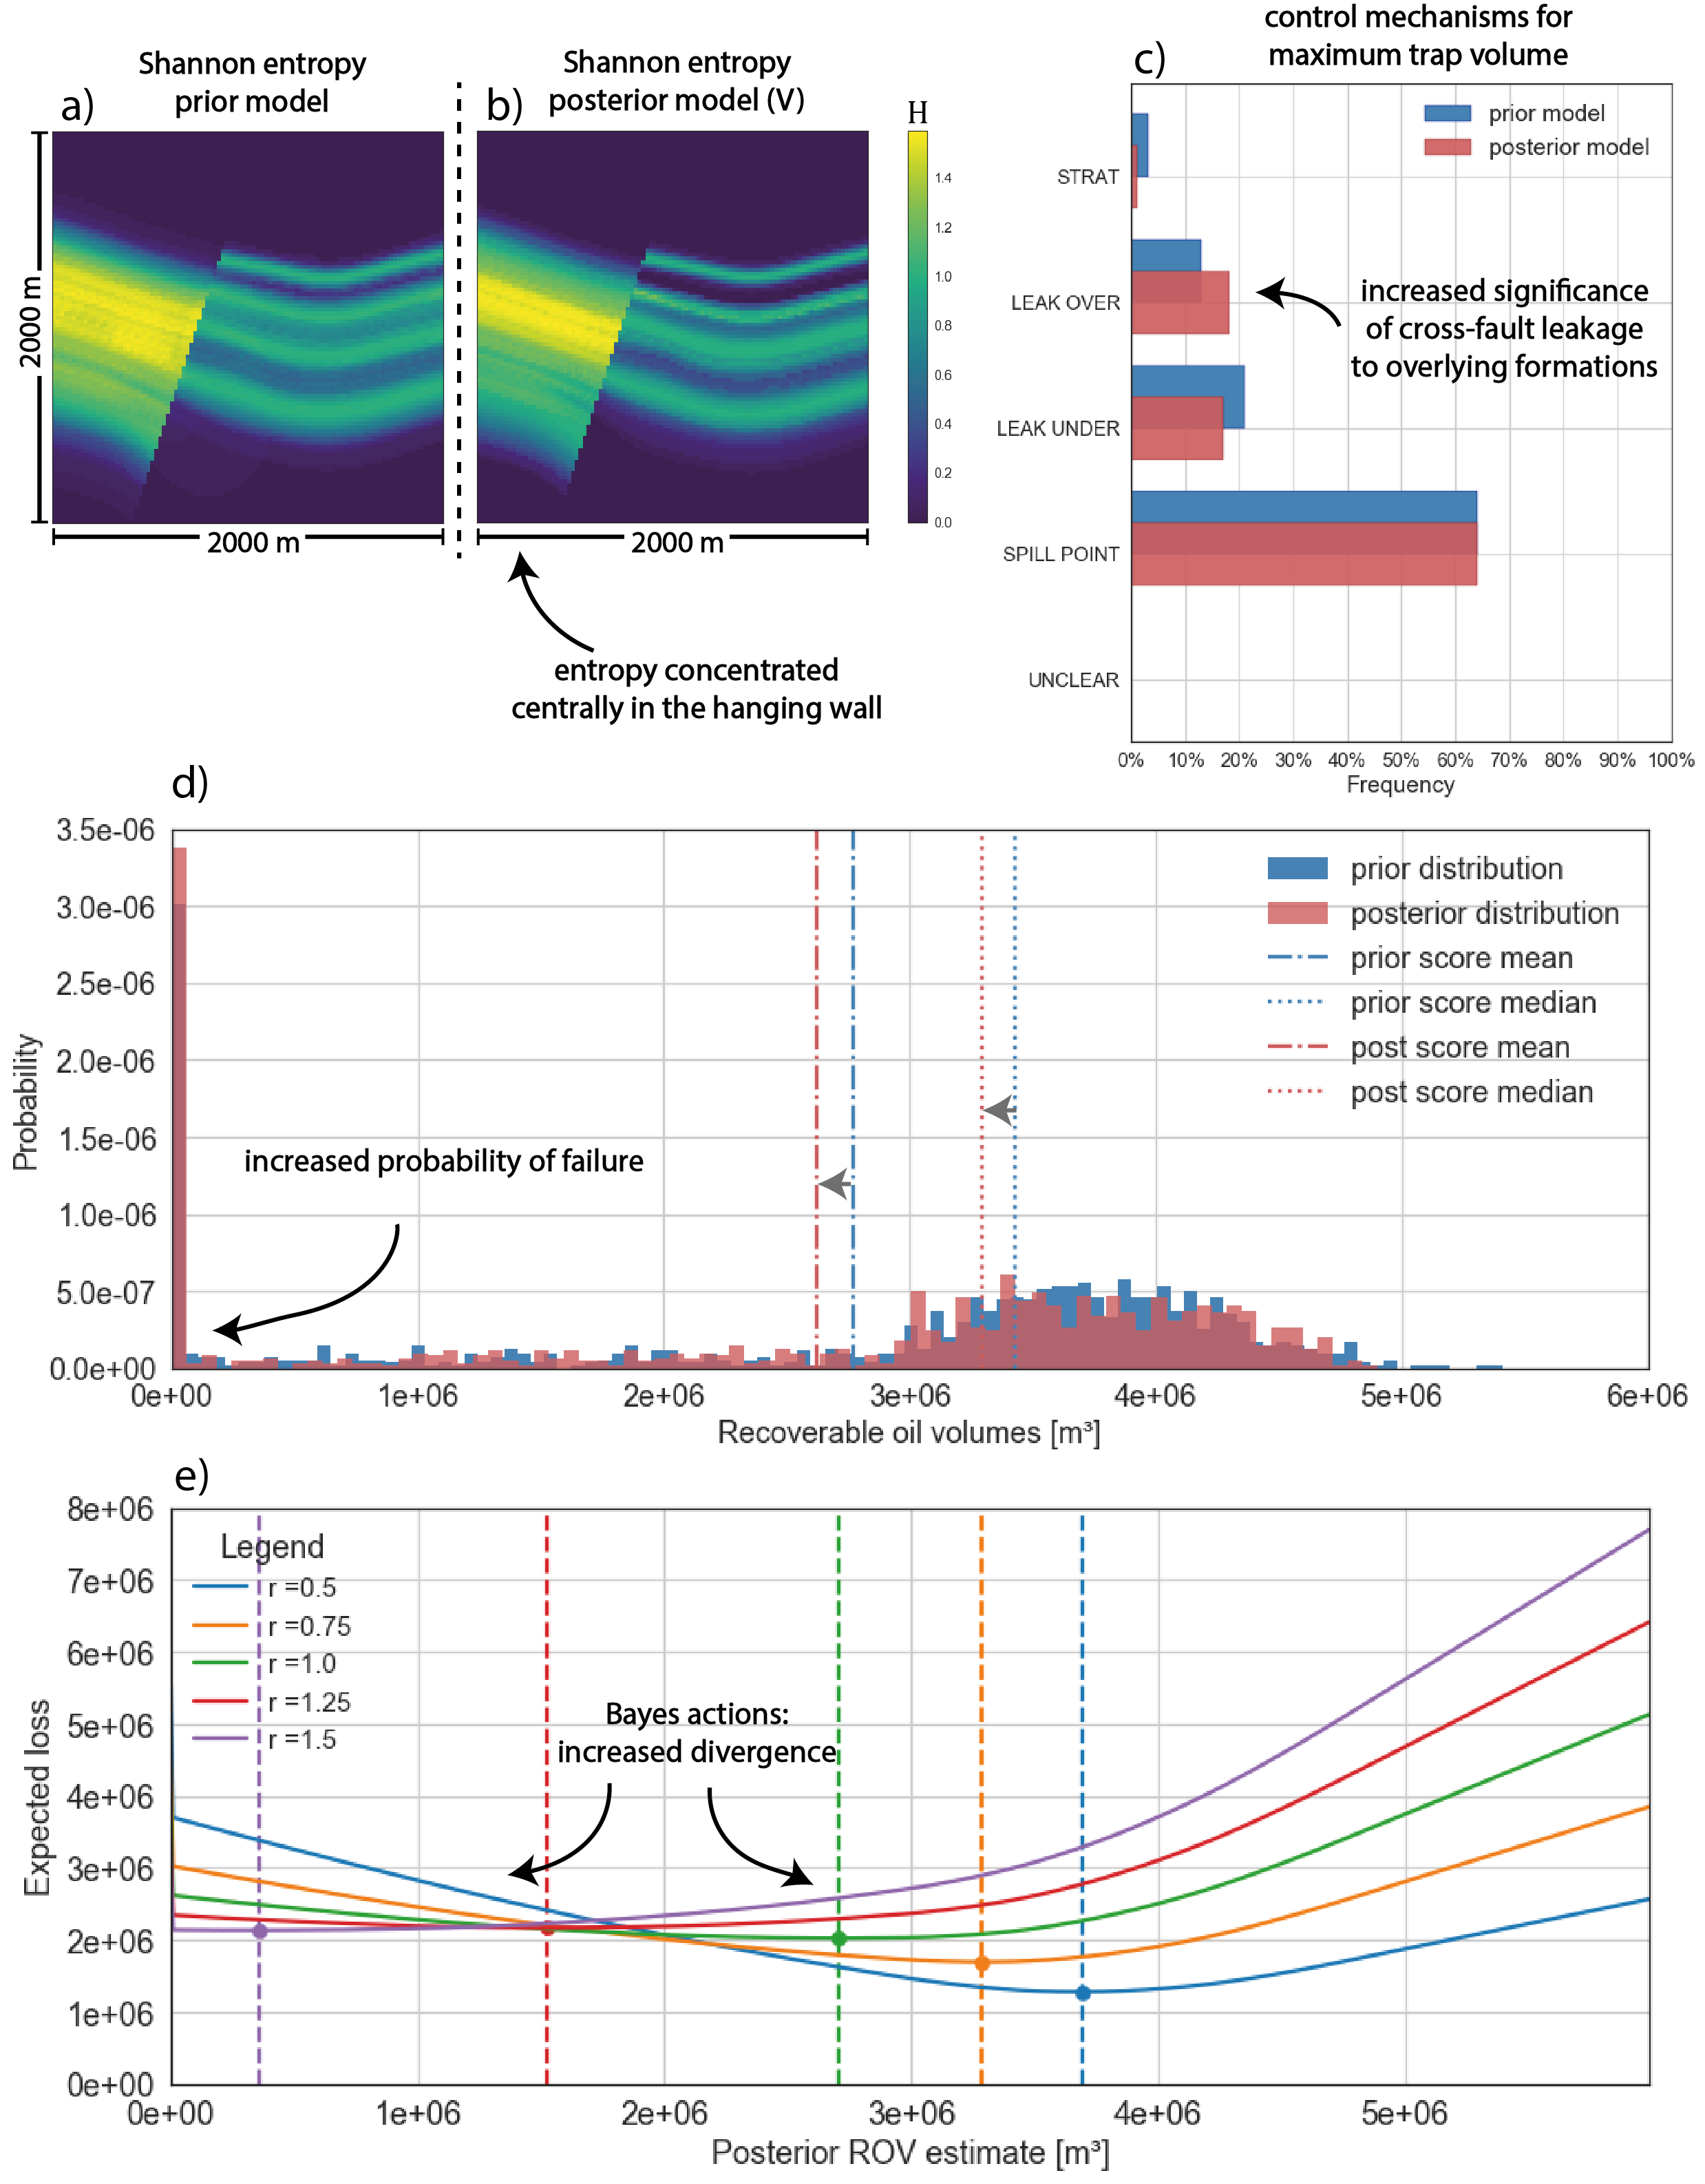 Shannon entropy
prior model
a)
Shannon entropy
posterior model (V)
b)
H
1.4
1.2
1.0
0.8
0.6
0.4
0.2
0.0
2000 m
2000 m
2000 m
entropy concentrated
centrally in the hanging wall
control mechanisms for
maximum trap volume
c)
prior model
posterior model
STRAT
LEAK OVER
LEAK UNDER
SPILL POINT
UNCLEAR
increased significance
of cross-fault leakage
to overlying formations
0% 10% 20% 30% 40% 50% 60% 70% 80% 90% 100%
Frequency
d)
3.5e-06
3.0e-06
2.5e-06
2.0e-06
1.5e-06
1.0e-06
5.0e-07
0.0e+00
Probability
prior distribution
posterior distribution
prior score mean
prior score median
post score mean
post score median
increased probability of failure
0e+00 1e+06 2e+06 3e+06 4e+06 5e+06 6e+06
Recoverable oil volumes [m³]
e)
8e+06
7e+06
6e+06
5e+06
4e+06
3e+06
2e+06
1e+06
0e+00
Expected loss
Legend
r =0.5
r =0.75
r =1.0
r =1.25
r =1.5
Bayes actions:
increased divergence
0e+00 1e+06 2e+06 3e+06 4e+06 5e+06
Posterior ROV estimate [m³]